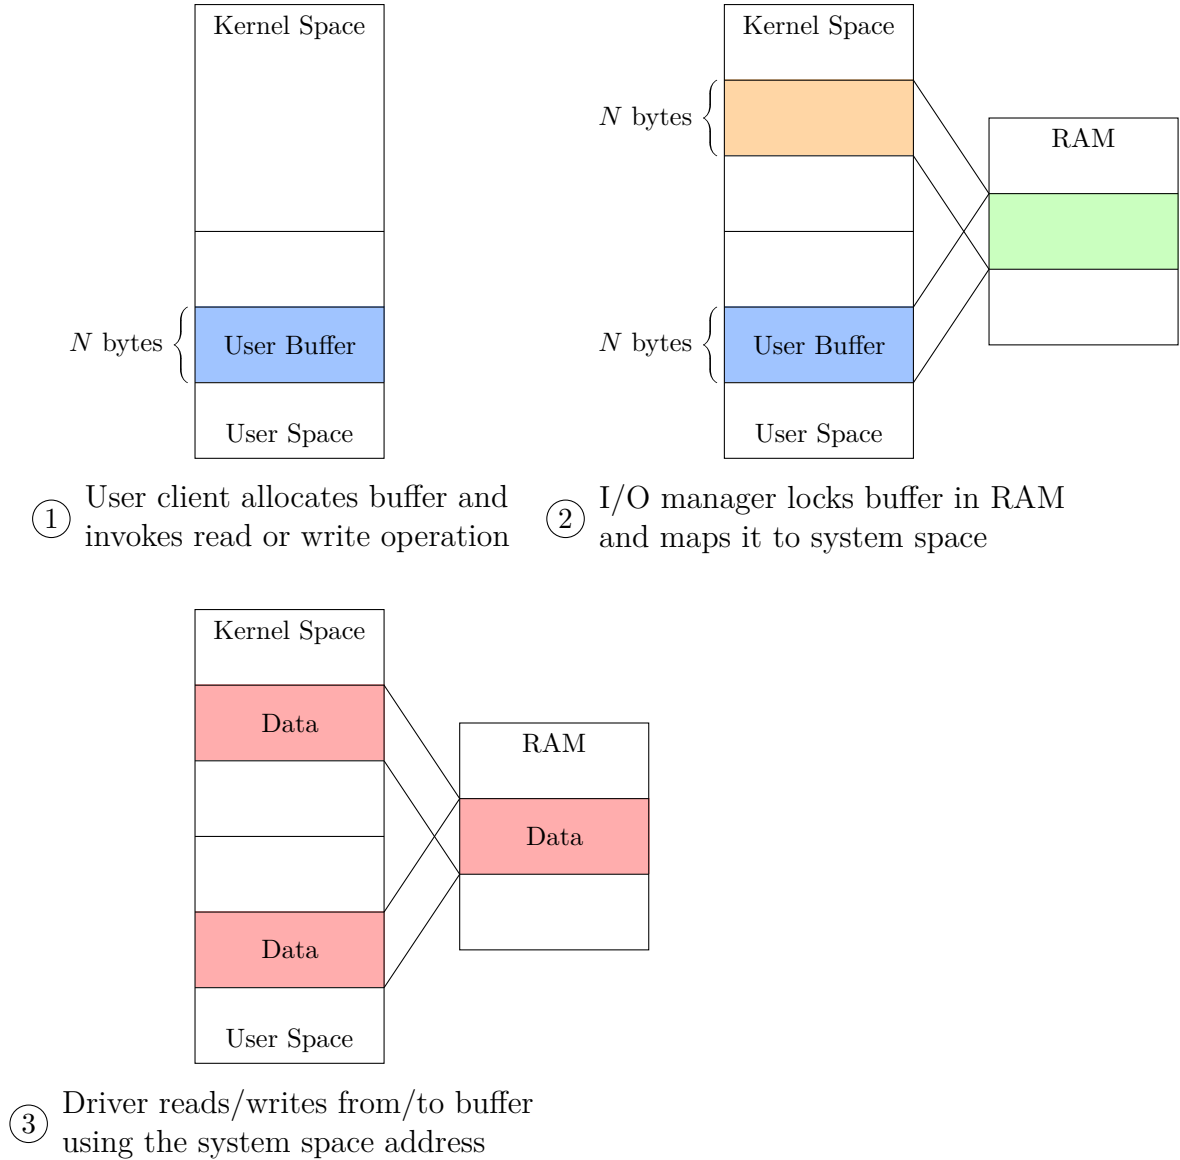 Kernel Space
N bytes
User Buffer
User Space
① User client allocates buffer and
invokes read or write operation
Kernel Space
N bytes
RAM
N bytes
User Buffer
User Space
② I/O manager locks buffer in RAM
and maps it to system space
Kernel Space
Data
RAM
Data
Data
User Space
③ Driver reads/writes from/to buffer
using the system space address